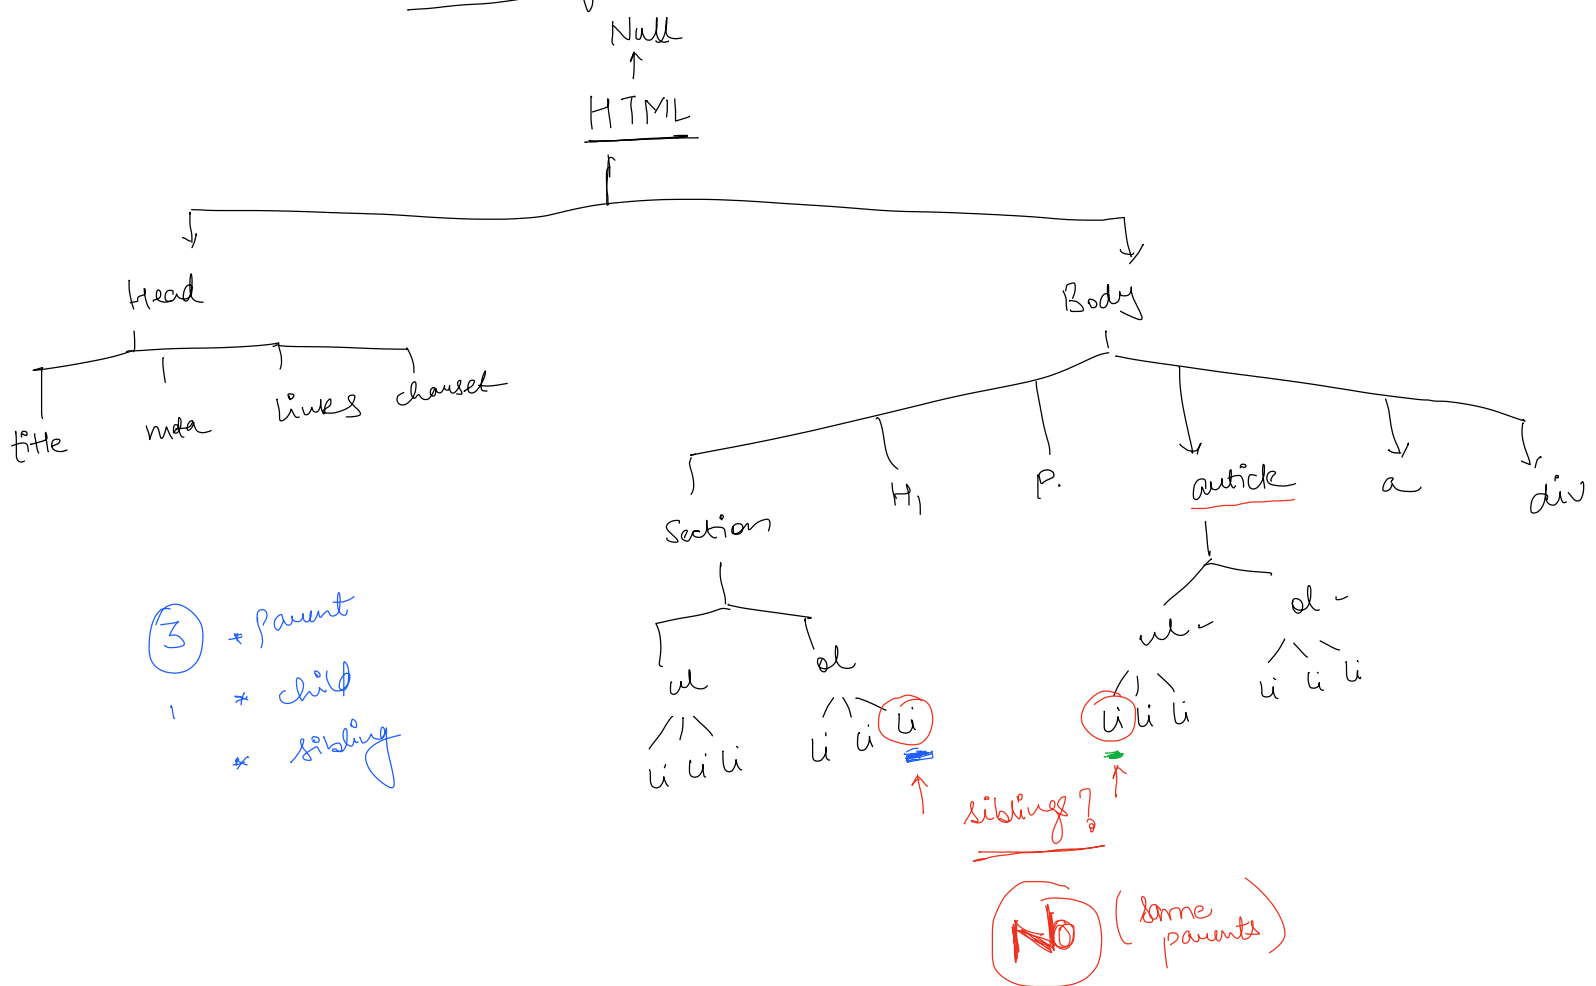 Null
HTML
Head
Body
title
meta
Links
charset
Section
H1
P.
article
a
div
ul
ol
ul
ol
Li Li Li
Li Li Li
Li Li Li
Li Li Li
3 * parent
1 * child
* sibling
siblings?
No (same
parents)